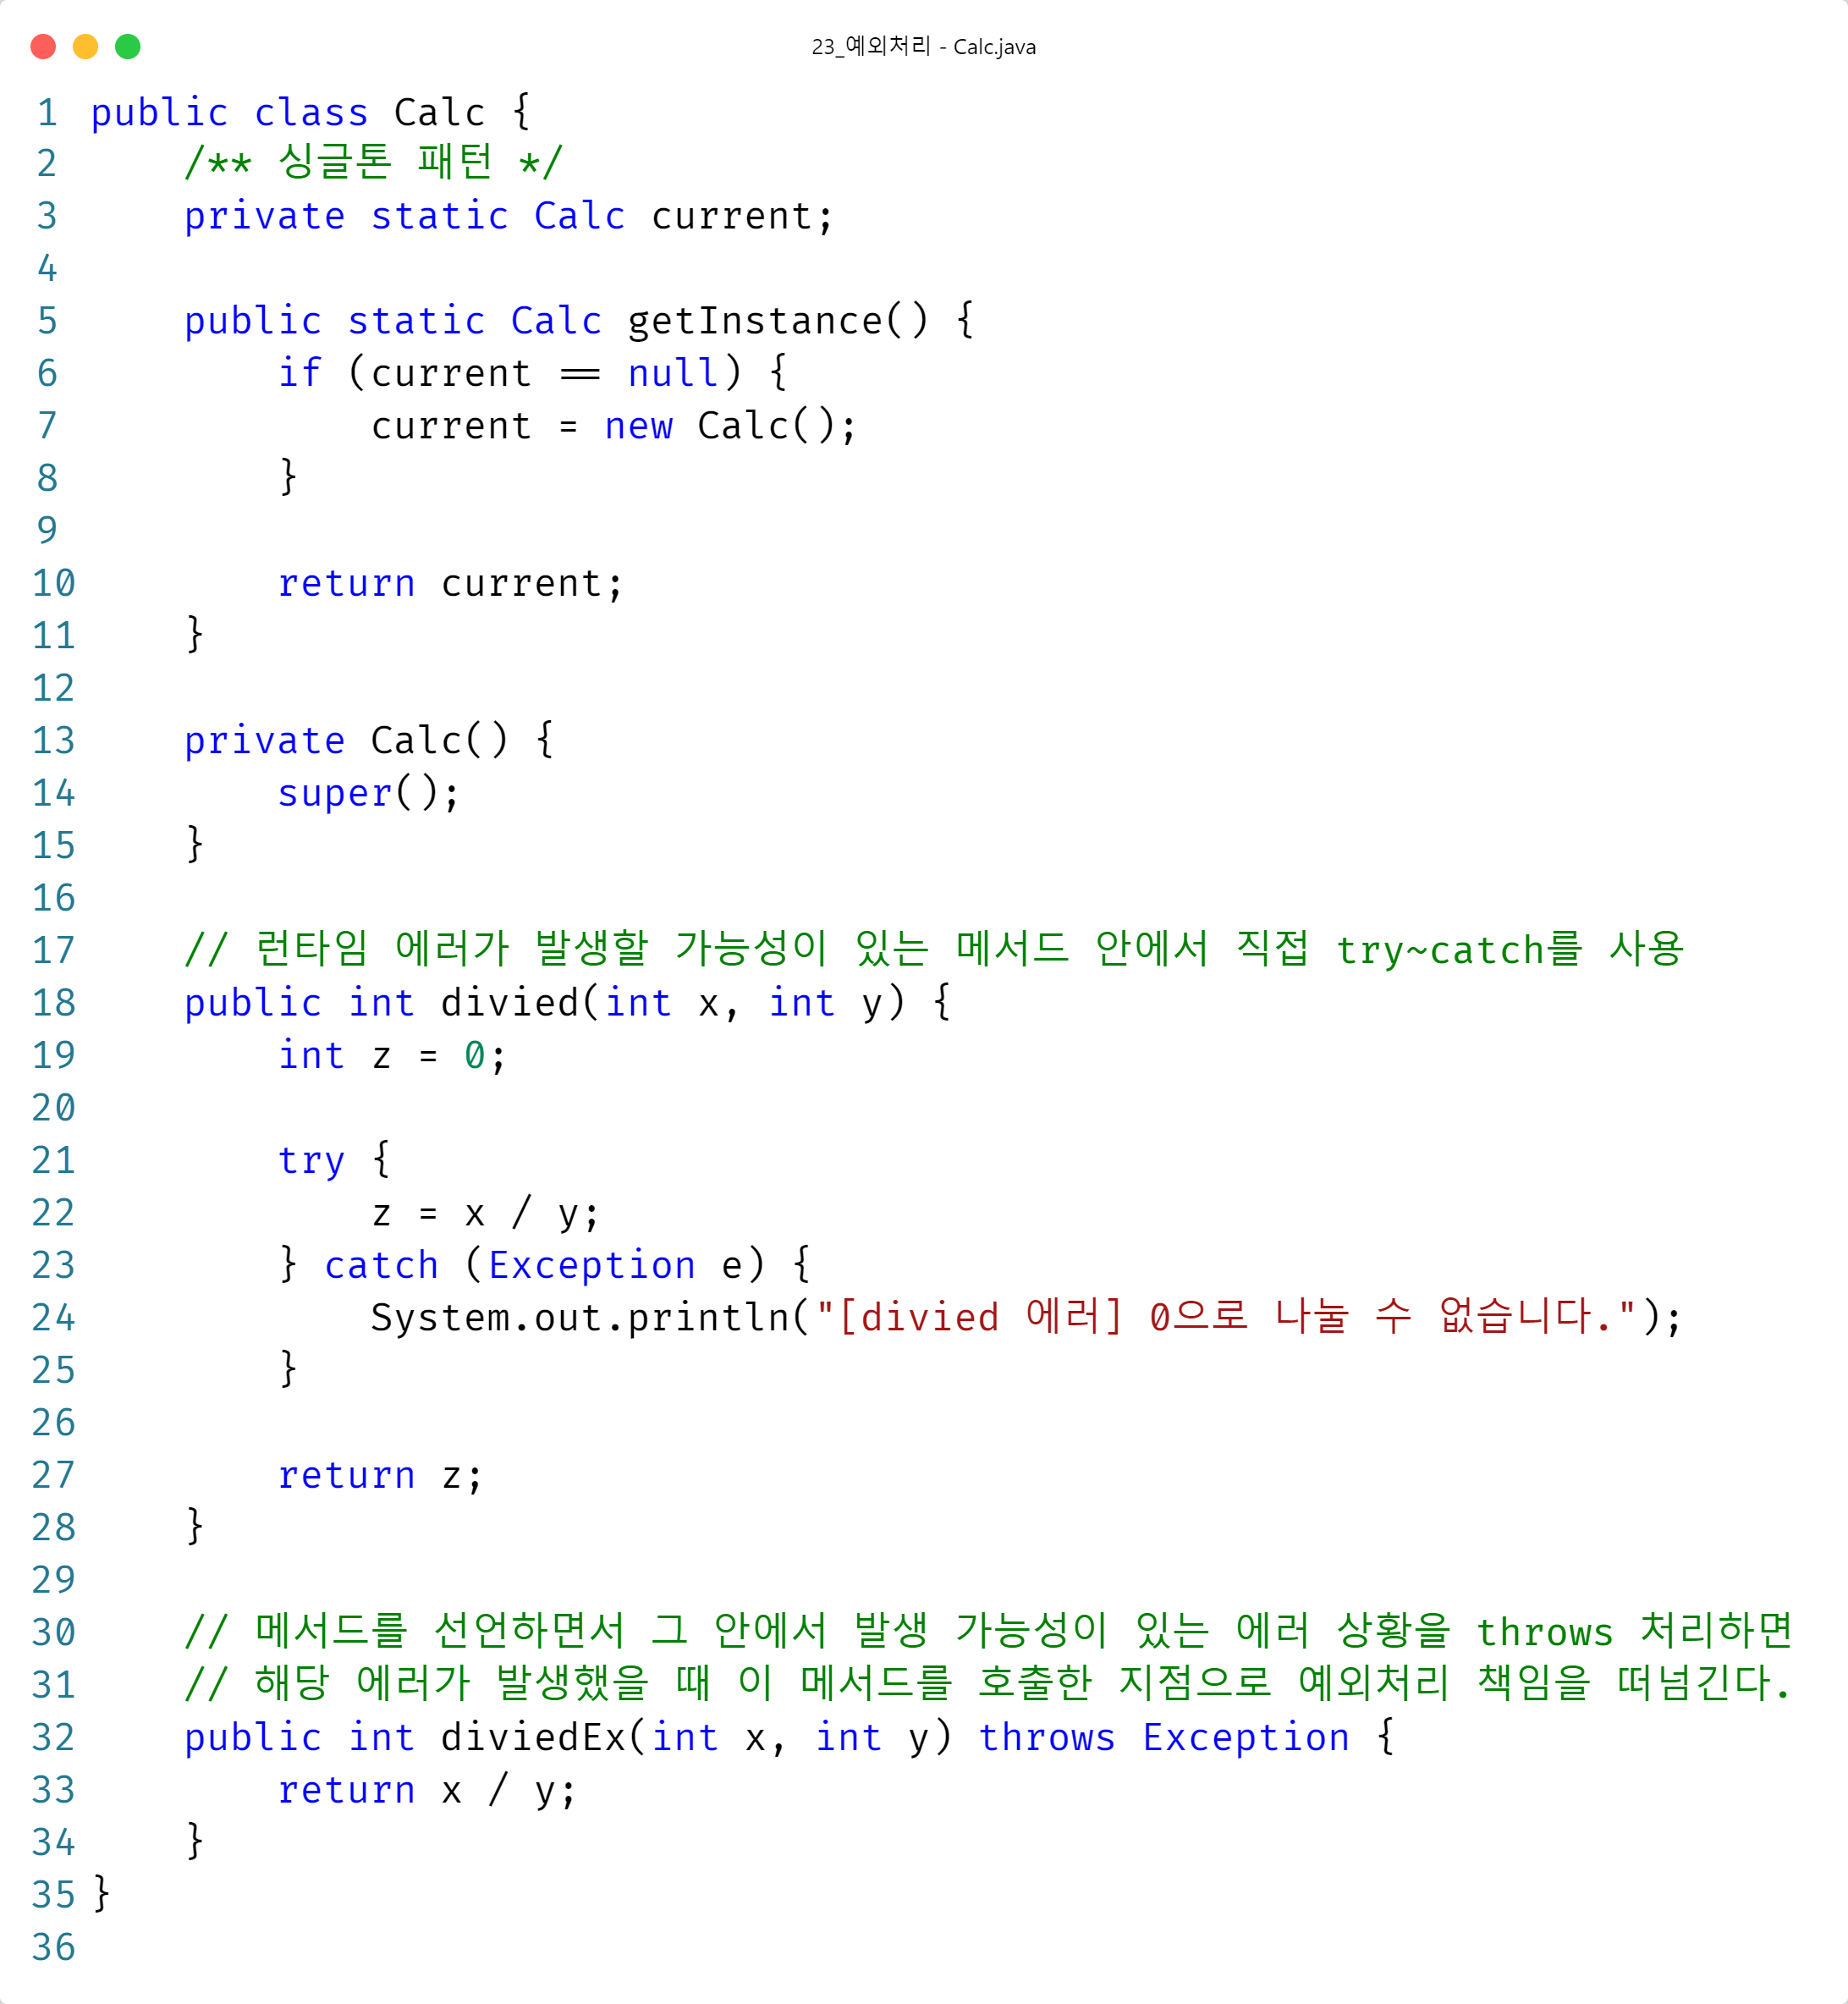 23_예외처리 - Calc.java
1 public class Calc {
2     /** 싱글톤 패턴 */
3     private static Calc current;
4
5     public static Calc getInstance() {
6         if (current == null) {
7             current = new Calc();
8         }
9
10         return current;
11     }
12
13     private Calc() {
14         super();
15     }
16
17     // 런타임 에러가 발생할 가능성이 있는 메서드 안에서 직접 try~catch를 사용
18     public int divied(int x, int y) {
19         int z = 0;
20
21         try {
22             z = x / y;
23         } catch (Exception e) {
24             System.out.println("[divied 에러] 0으로 나눌 수 없습니다.");
25         }
26
27         return z;
28     }
29
30     // 메서드를 선언하면서 그 안에서 발생 가능성이 있는 에러 상황을 throws 처리하면
31     // 해당 에러가 발생했을 때 이 메서드를 호출한 지점으로 예외처리 책임을 떠넘긴다.
32     public int diviedEx(int x, int y) throws Exception {
33         return x / y;
34     }
35 }
36